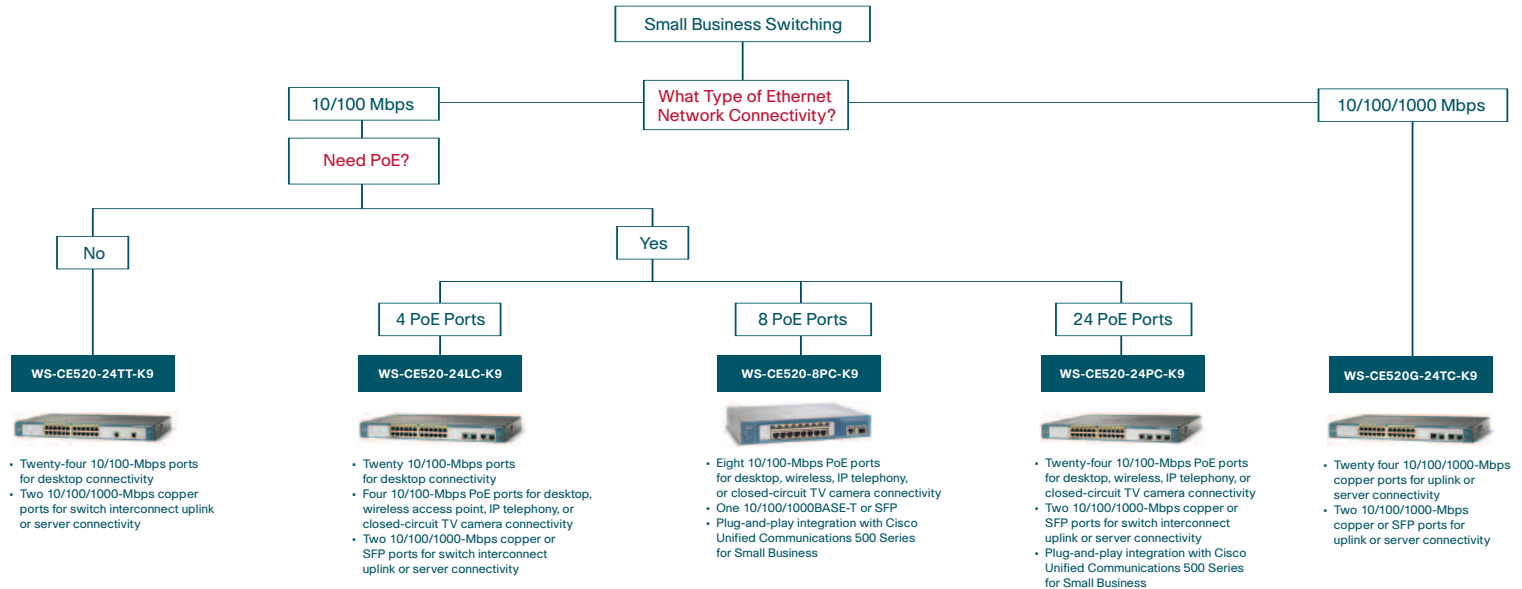 Small Business Switching
What Type of Ethernet
Network Connectivity?
10/100 Mbps
10/100/1000 Mbps
Need PoE?
No
Yes
4 PoE Ports
8 PoE Ports
24 PoE Ports
WS-CE520-24TT-K9
WS-CE520-24LC-K9
WS-CE520-8PC-K9
WS-CE520-24PC-K9
WS-CE520G-24TC-K9
▪ Twenty-four 10/100-Mbps ports
for desktop connectivity
▪ Two 10/100/1000-Mbps copper
ports for switch interconnect uplink
or server connectivity
▪ Twenty 10/100-Mbps ports
for desktop connectivity
▪ Four 10/100-Mbps PoE ports for desktop,
wireless access point, IP telephony, or
closed-circuit TV camera connectivity
▪ Two 10/100/1000-Mbps copper or
SFP ports for switch interconnect
uplink or server connectivity
▪ Eight 10/100-Mbps PoE ports
for desktop, wireless, IP telephony,
or closed-circuit TV camera connectivity
▪ One 10/100/1000BASE-T or SFP
▪ Plug-and-play integration with Cisco
Unified Communications 500 Series
for Small Business
▪ Twenty-four 10/100-Mbps PoE ports
for desktop, wireless, IP telephony, or
closed-circuit TV camera connectivity
▪ Two 10/100/1000-Mbps copper or
SFP ports for switch interconnect
uplink or server connectivity
▪ Plug-and-play integration with Cisco
Unified Communications 500 Series
for Small Business
▪ Twenty four 10/100/1000-Mbps
copper ports for uplink or
server connectivity
▪ Two 10/100/1000-Mbps
copper or SFP ports for
uplink or server connectivity